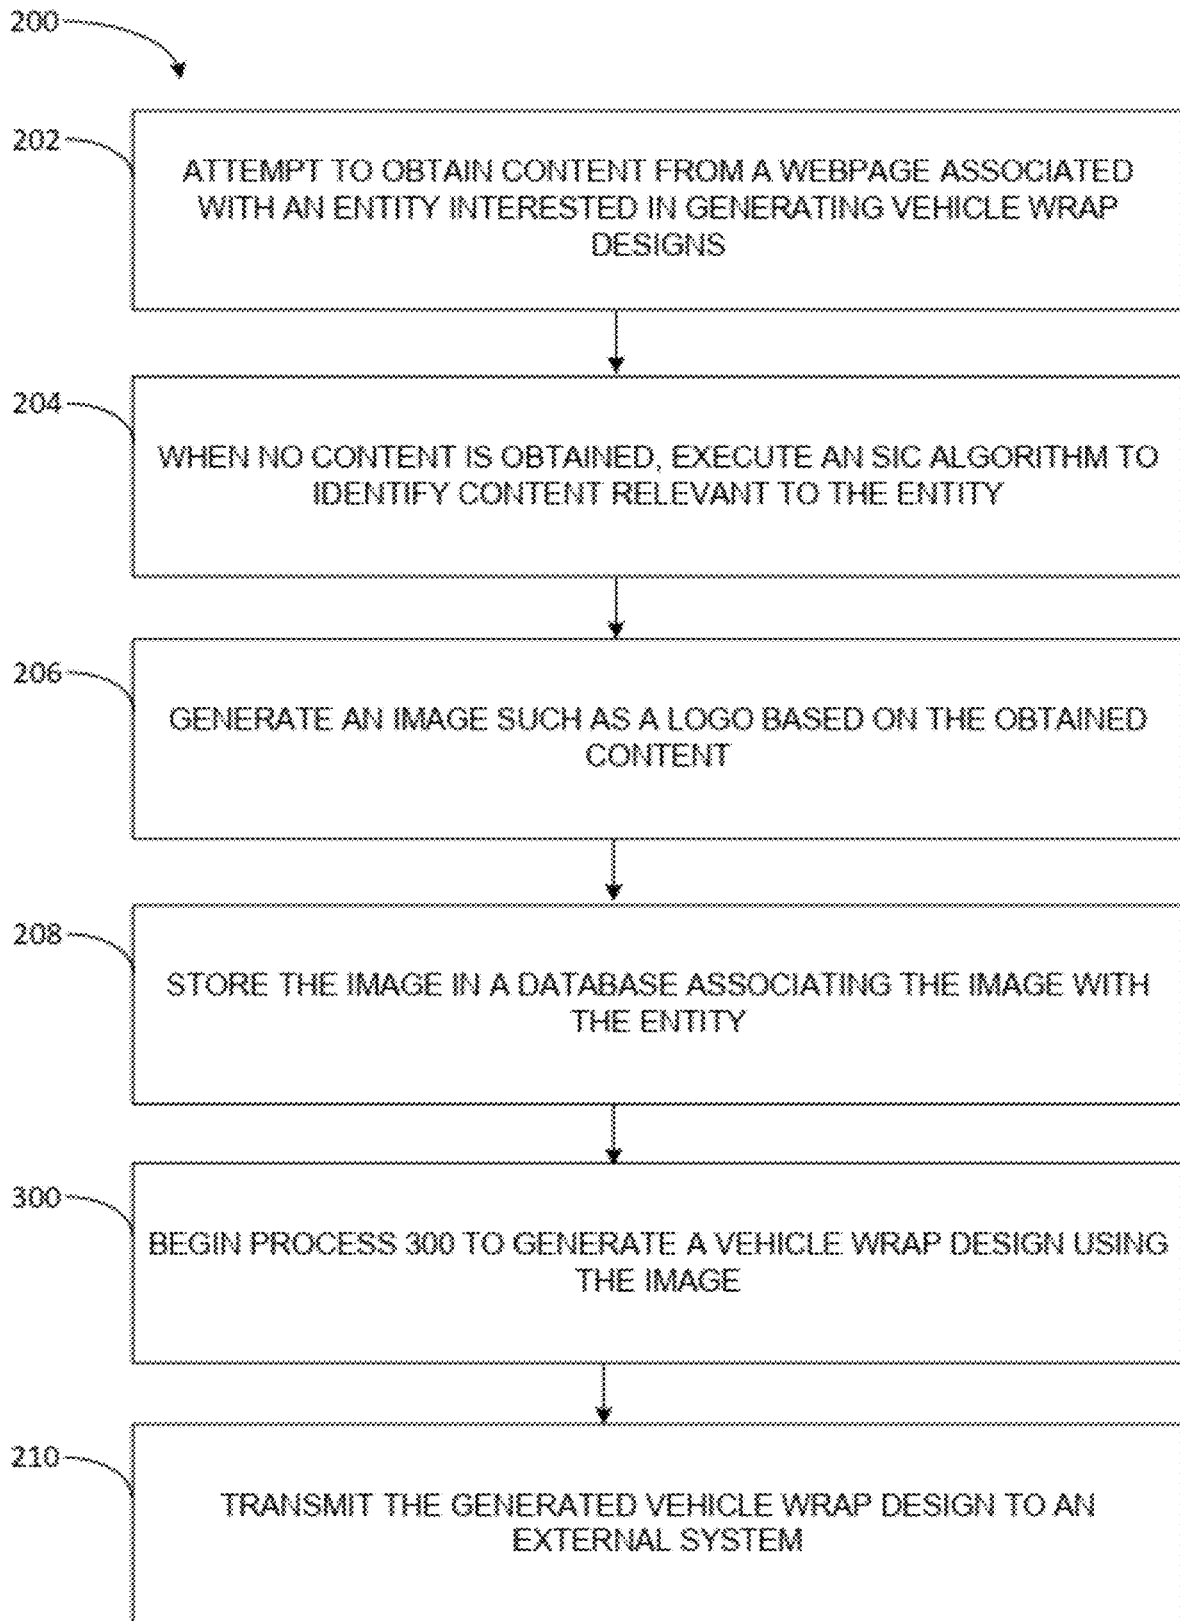 200
202
ATTEMPT TO OBTAIN CONTENT FROM A WEBPAGE ASSOCIATED
WITH AN ENTITY INTERESTED IN GENERATING VEHICLE WRAP
DESIGNS
204
WHEN NO CONTENT IS OBTAINED, EXECUTE AN SIC ALGORITHM TO
IDENTIFY CONTENT RELEVANT TO THE ENTITY
206
GENERATE AN IMAGE SUCH AS A LOGO BASED ON THE OBTAINED
CONTENT
208
STORE THE IMAGE IN A DATABASE ASSOCIATING THE IMAGE WITH
THE ENTITY
300
BEGIN PROCESS 300 TO GENERATE A VEHICLE WRAP DESIGN USING
THE IMAGE
210
TRANSMIT THE GENERATED VEHICLE WRAP DESIGN TO AN
EXTERNAL SYSTEM